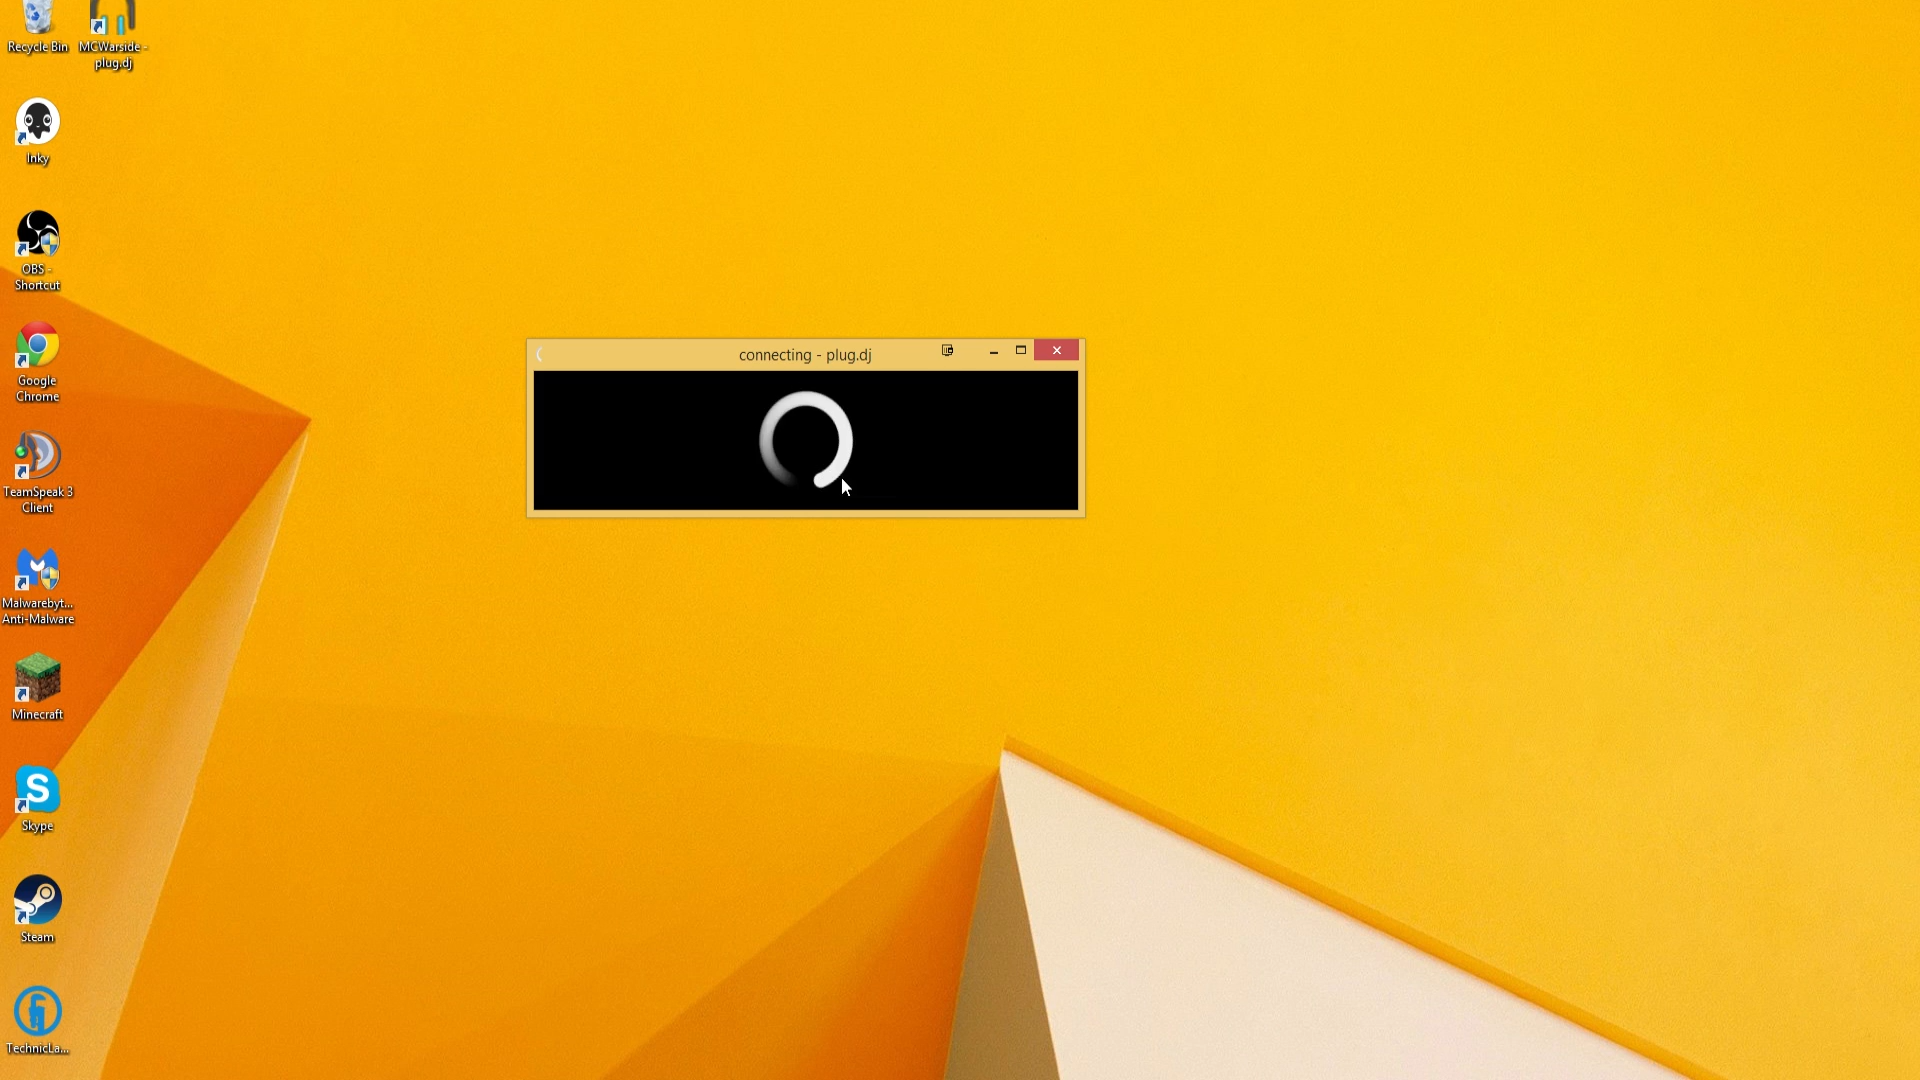 Recycle Bin
MCWarside -
plug.dj
Inky
OBS -
Shortcut
Google
Chrome
TeamSpeak 3
Client
Malwarebyt...
Anti-Malware
Minecraft
Skype
Steam
TechnicLa...
connecting - plug.dj